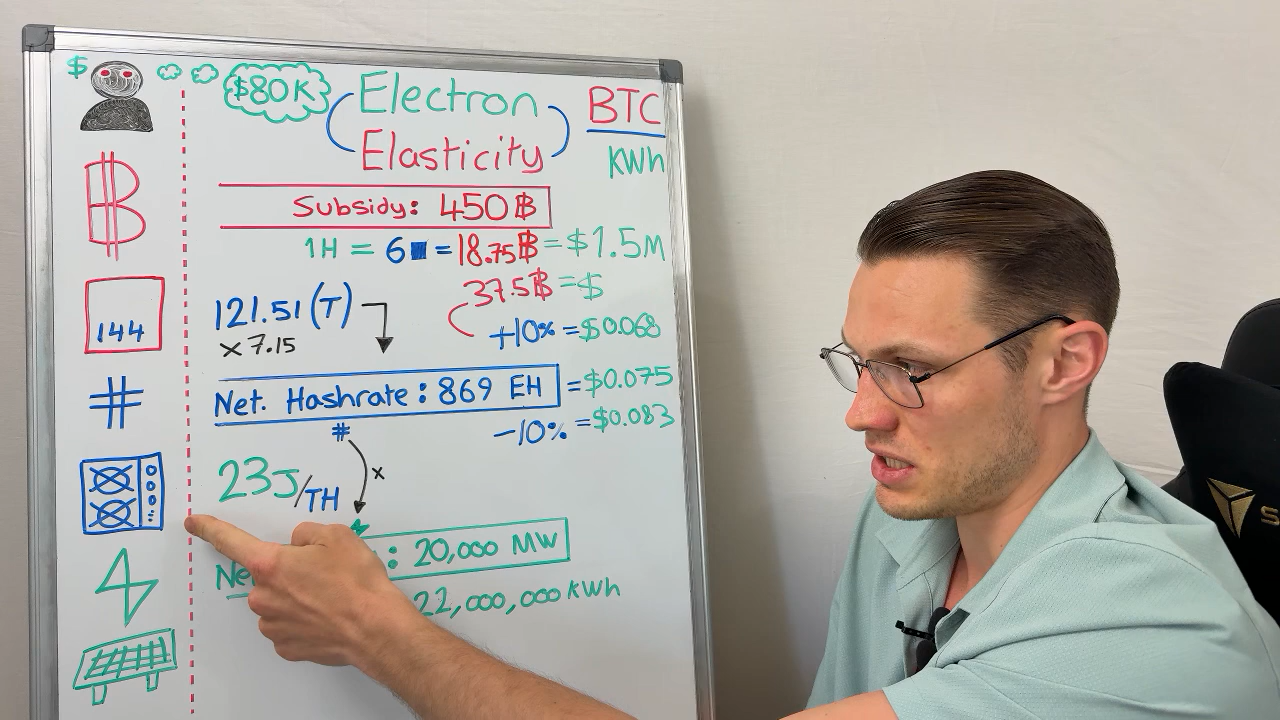 $
$80K
Electron
Elasticity
BTC
KWh
Subsidy: 450 ₿
1H = 6■ = 18.75₿ = $1.5M
37.5₿ = $
121.51 (T)
x 7.15
+10% = $0.068
Net. Hashrate: 869 EH = $0.075
-10% = $0.083
₿
144
#
#
x
23J/TH
: 20,000 MW
22,000,000 KWh